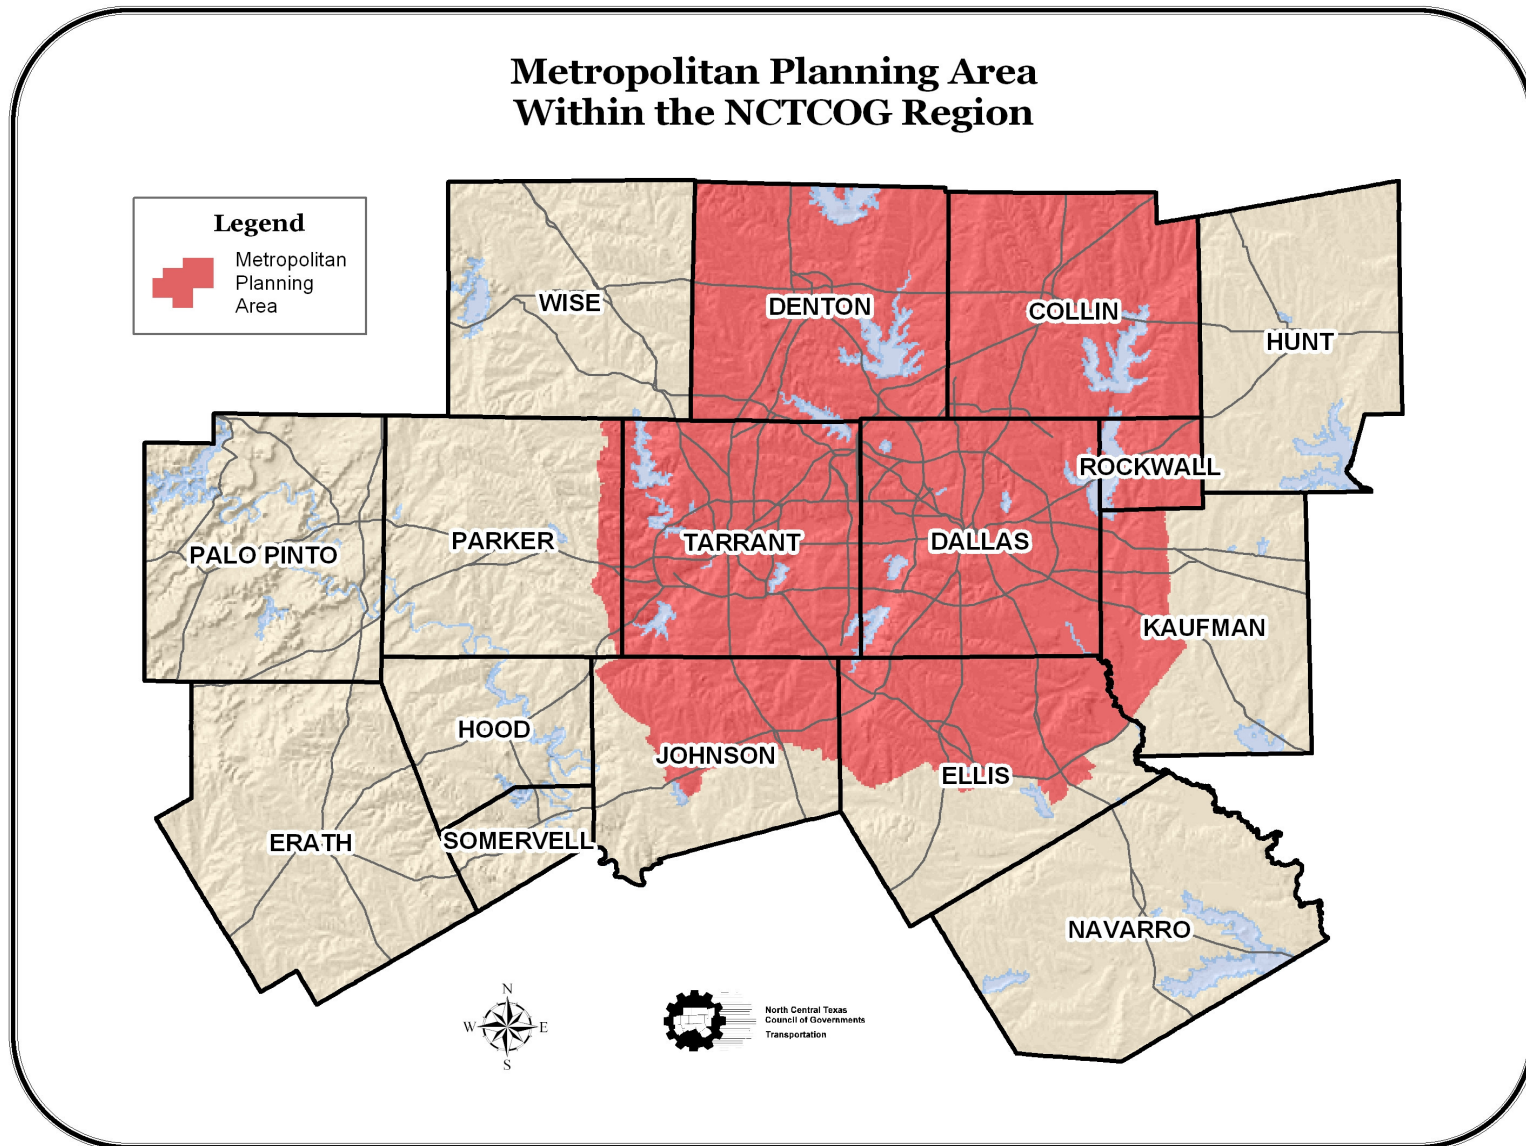 Metropolitan Planning Area
Within the NCTCOG Region
Legend
Metropolitan
Planning
Area
WISE
DENTON
COLLIN
HUNT
ROCKWALL
PALO PINTO
PARKER
TARRANT
DALLAS
KAUFMAN
HOOD
JOHNSON
ELLIS
ERATH
SOMERVELL
NAVARRO
N
W
E
S
North Central Texas
Council of Governments
Transportation